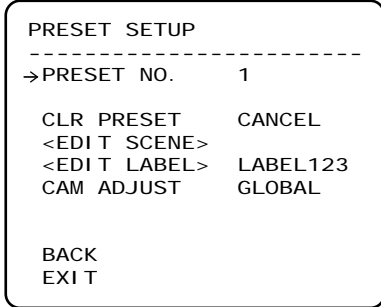 PRESET SETUP
------------------------
→PRESET NO. 1
CLR PRESET CANCEL
<EDIT SCENE>
<EDIT LABEL> LABEL123
CAM ADJUST GLOBAL
BACK
EXIT